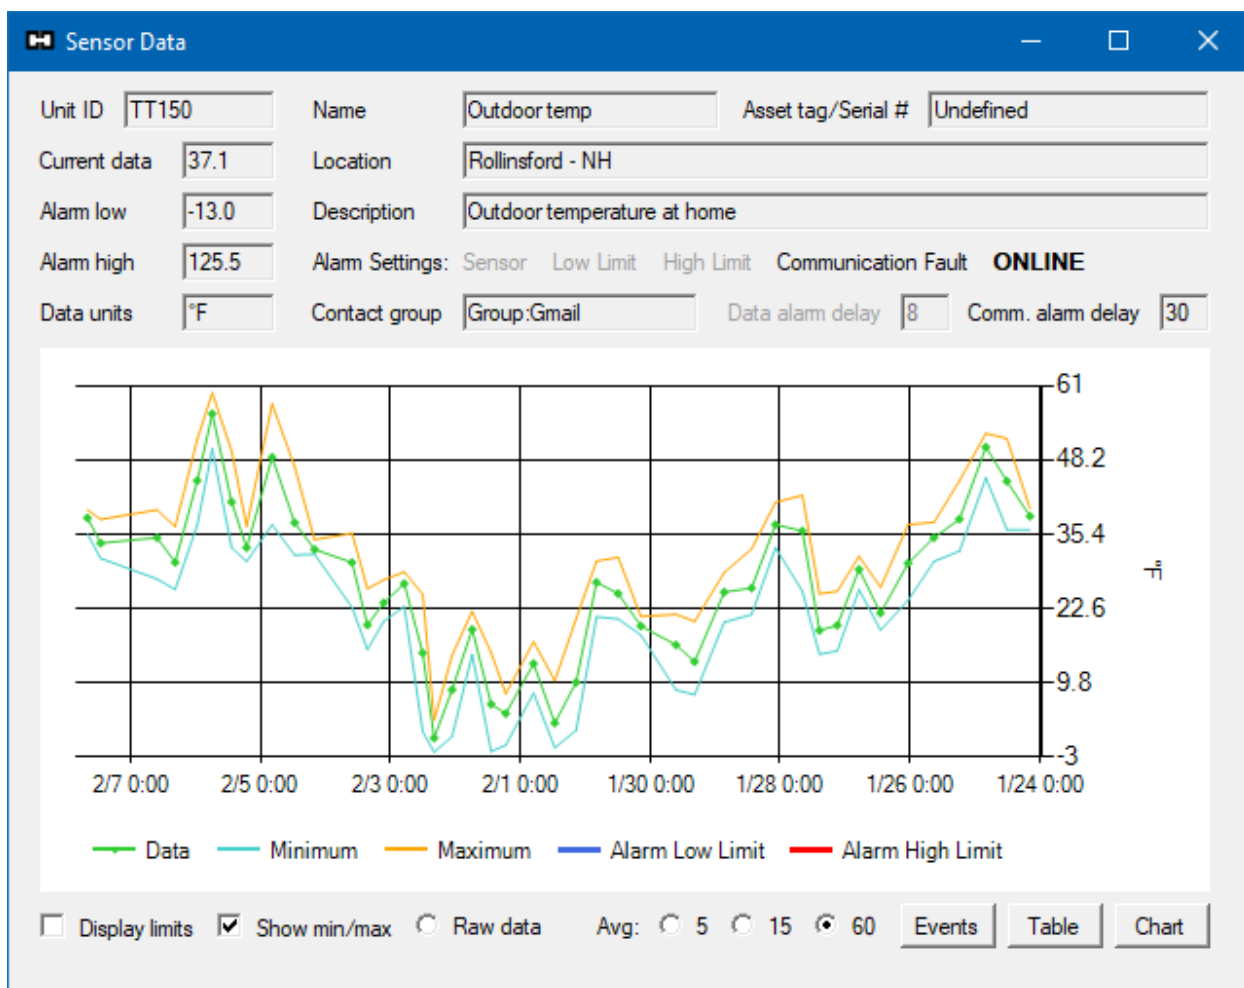 Sensor Data
Unit ID TT150 Name Outdoor temp Asset tag/Serial # Undefined
Current data 37.1 Location Rollinsford - NH
Alarm low -13.0 Description Outdoor temperature at home
Alarm high 125.5 Alarm Settings: Sensor Low Limit High Limit Communication Fault ONLINE
Data units °F Contact group Group:Gmail Data alarm delay 8 Comm. alarm delay 30
61
48.2
35.4
°F
22.6
9.8
-3
2/7 0:00 2/5 0:00 2/3 0:00 2/1 0:00 1/30 0:00 1/28 0:00 1/26 0:00 1/24 0:00
Data Minimum Maximum Alarm Low Limit Alarm High Limit
Display limits Show min/max Raw data Avg: 5 15 60 Events Table Chart